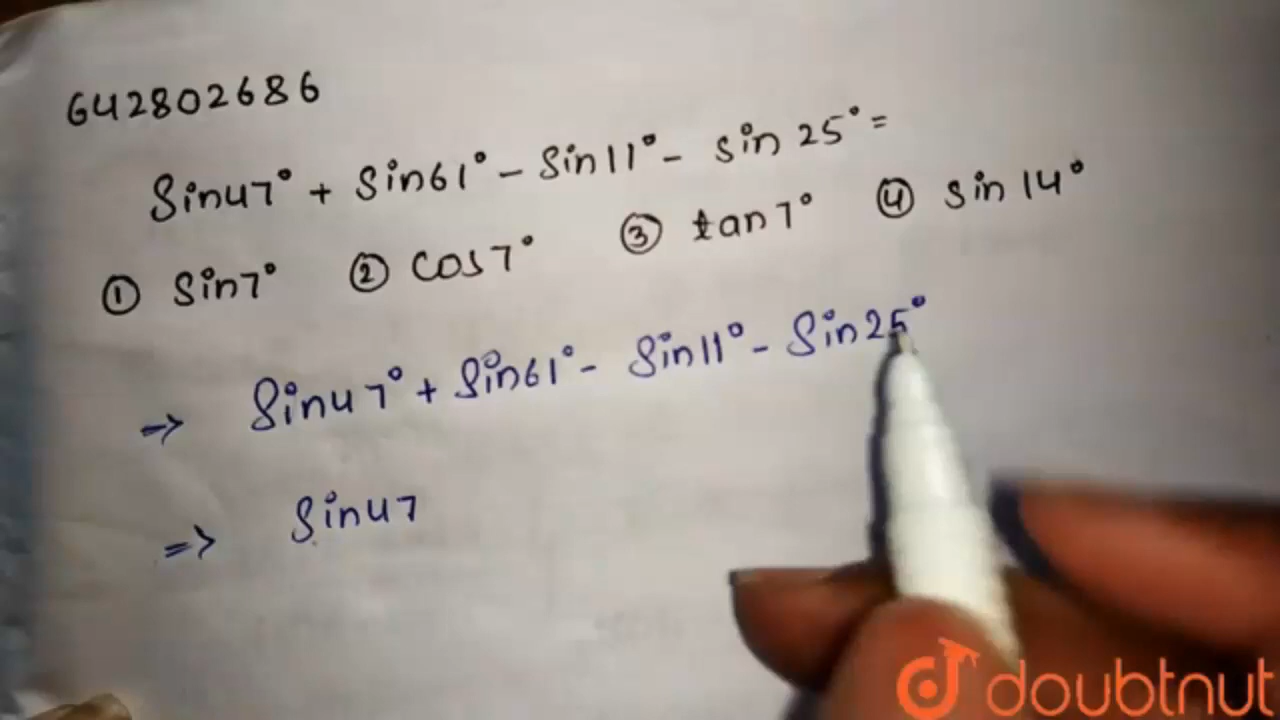 642802686
Sin47° + Sin61° - Sin11° - Sin 25° =
① Sin7° ② Cos7° ③ tan7° ④ Sin 14°
=> Sin47° + Sin61° - Sin11° - Sin25°
=> Sin47
doubtnut